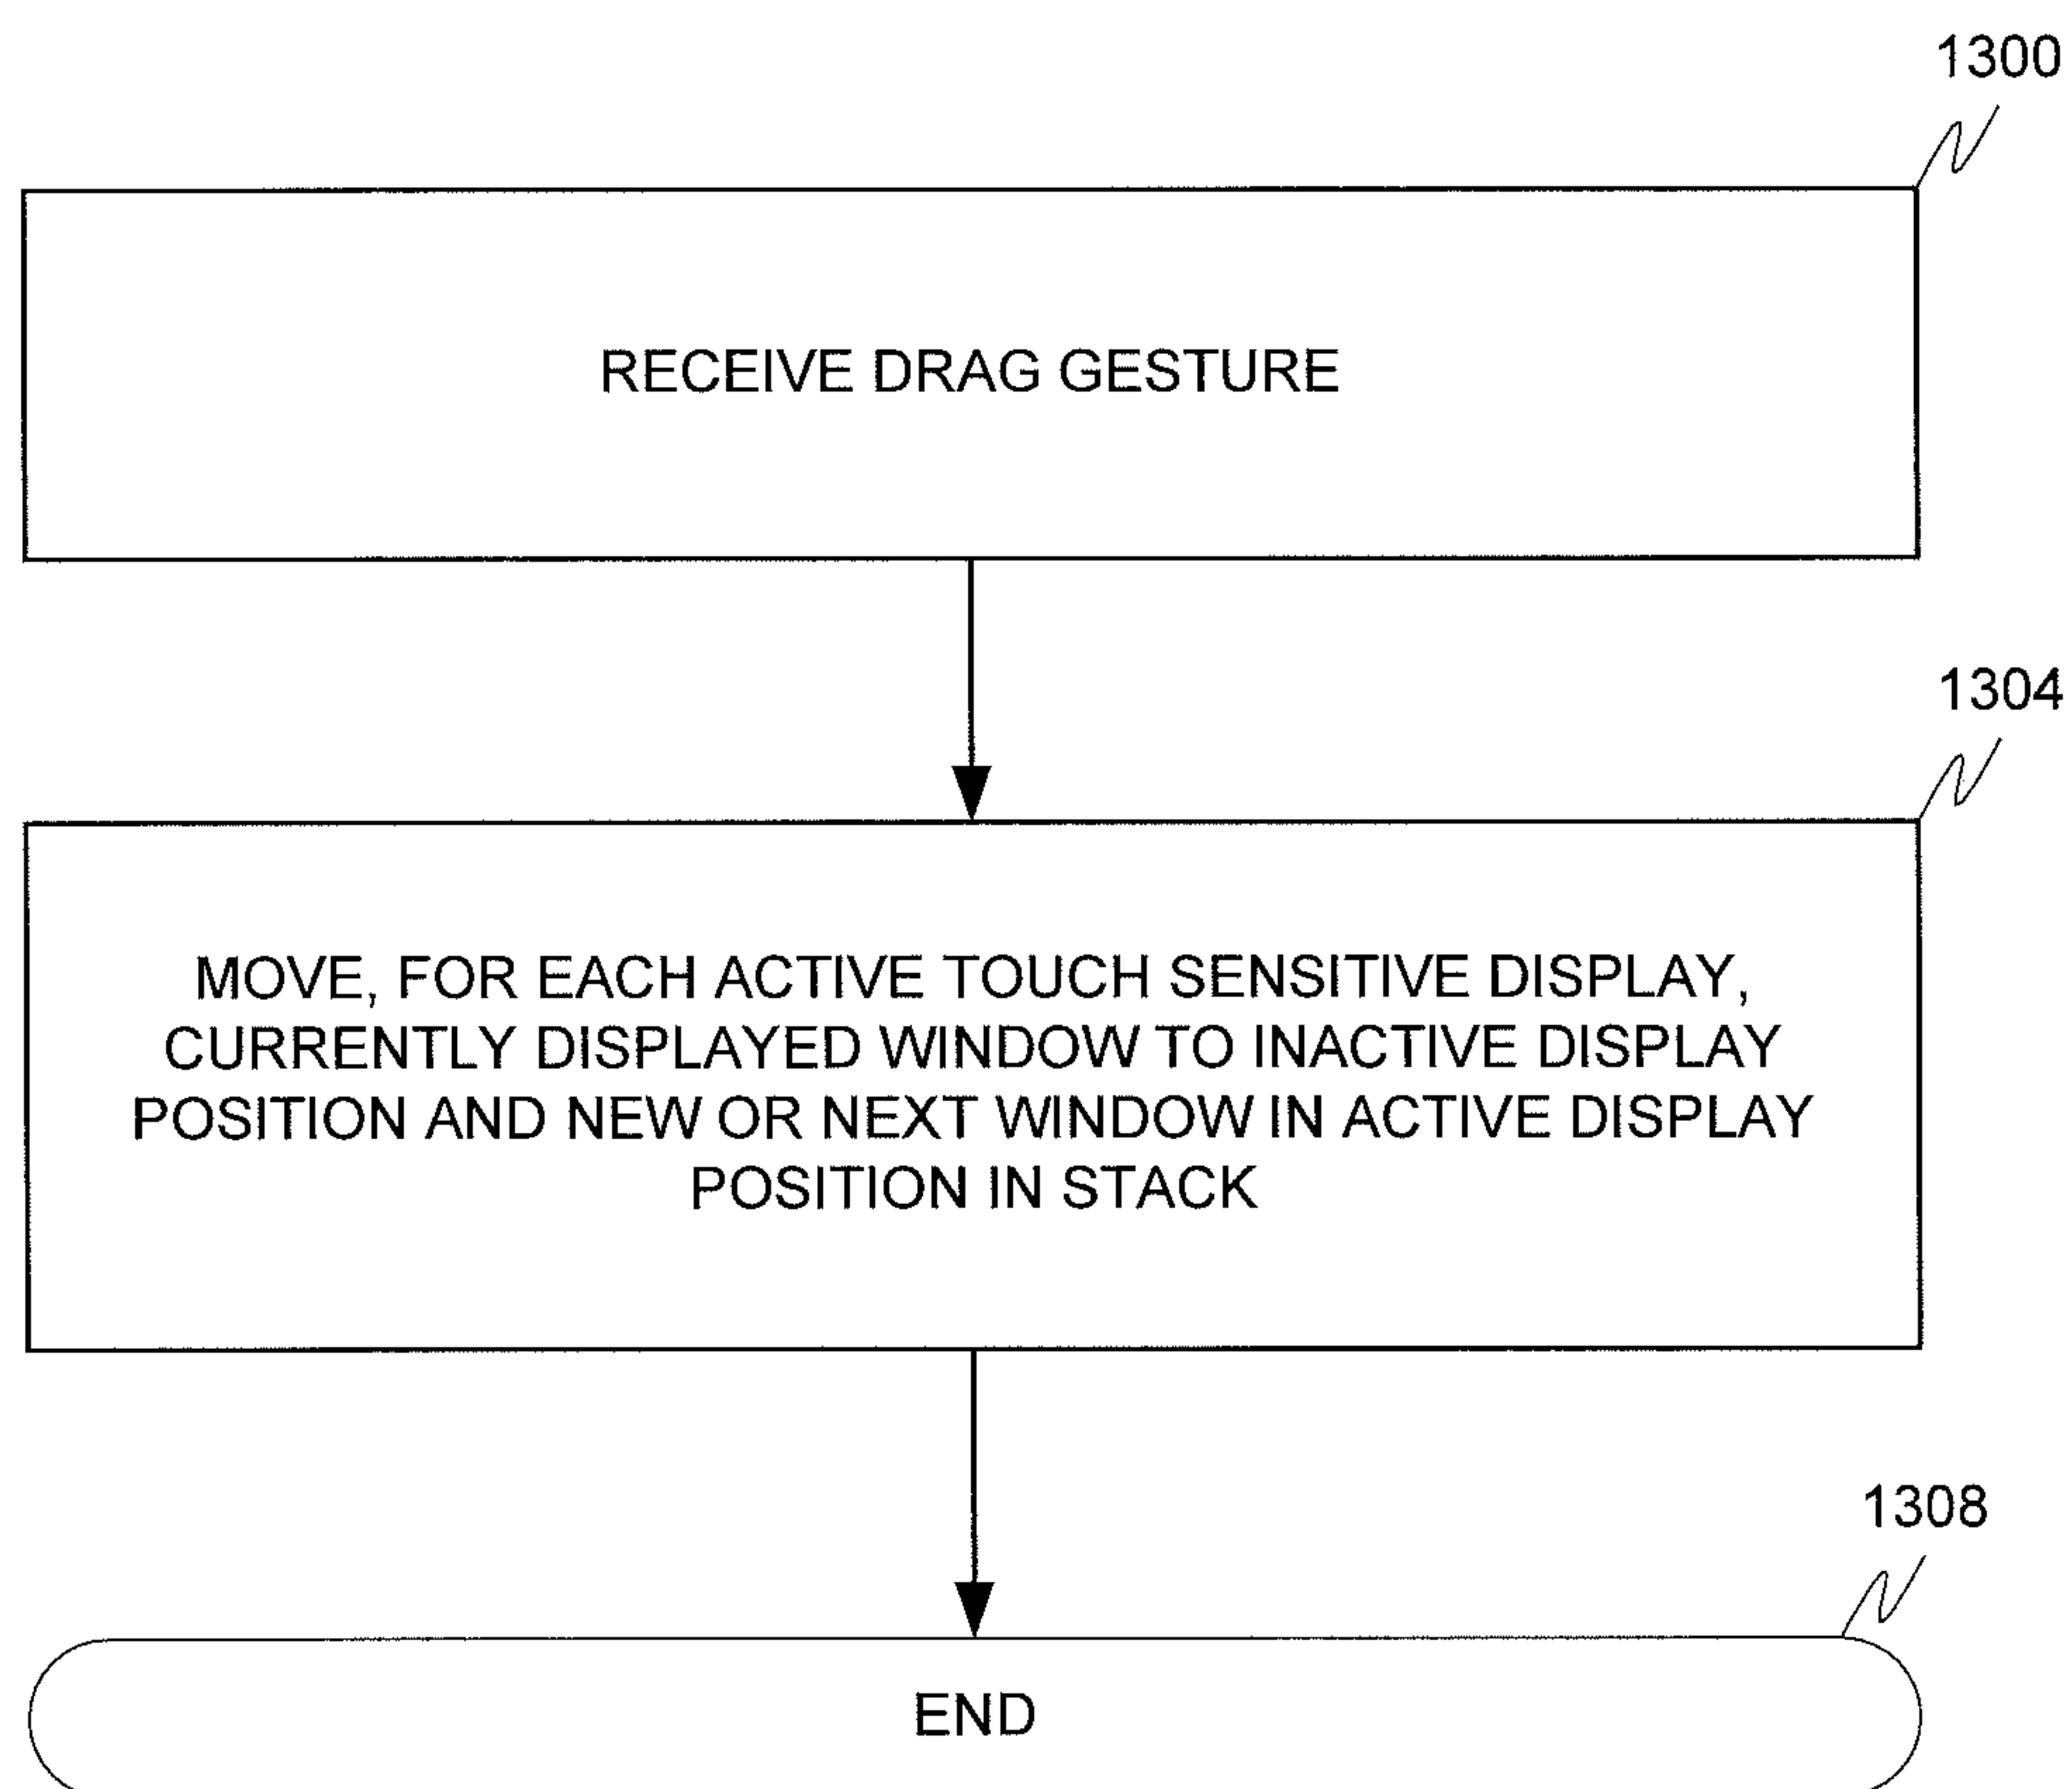 1300
RECEIVE DRAG GESTURE
1304
MOVE, FOR EACH ACTIVE TOUCH SENSITIVE DISPLAY,
CURRENTLY DISPLAYED WINDOW TO INACTIVE DISPLAY
POSITION AND NEW OR NEXT WINDOW IN ACTIVE DISPLAY
POSITION IN STACK
1308
END